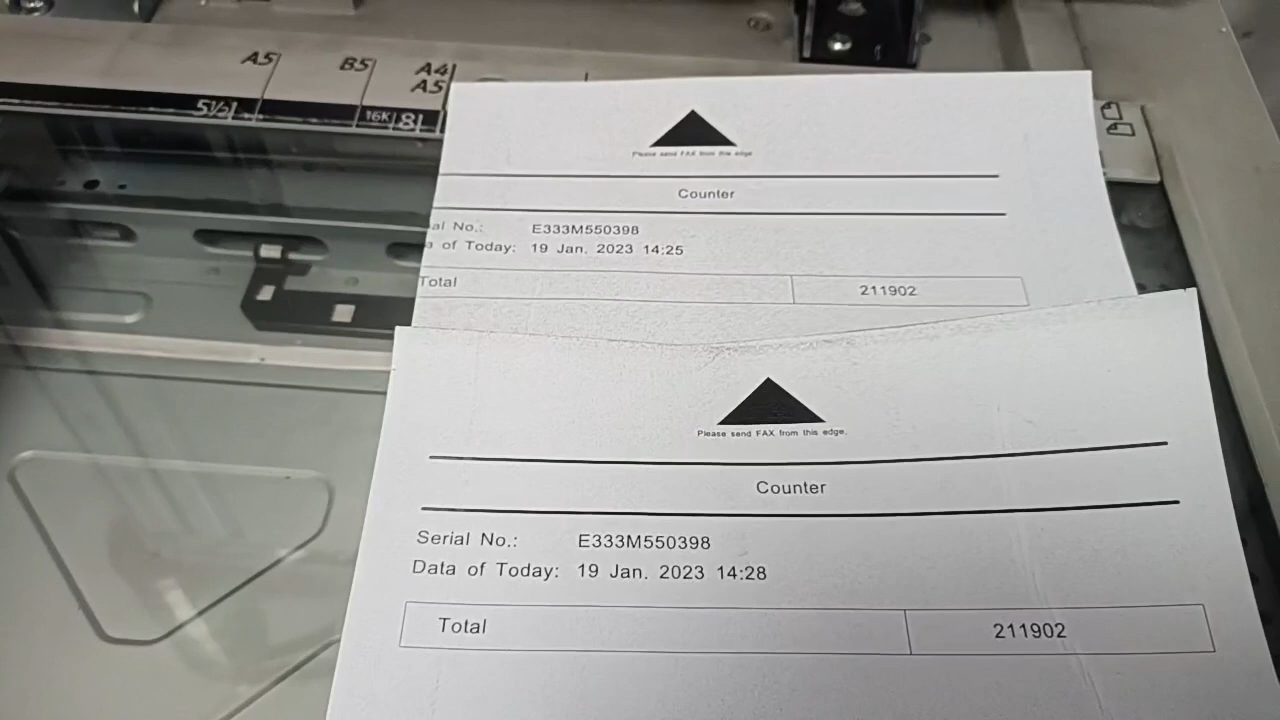 A5
B5
A4
A5
5½
16K
8
Please send FAX from this edge
Counter
al No.: E333M550398
a of Today: 19 Jan. 2023 14:25
Total 211902
Please send FAX from this edge.
Counter
Serial No.: E333M550398
Data of Today: 19 Jan. 2023 14:28
Total 211902